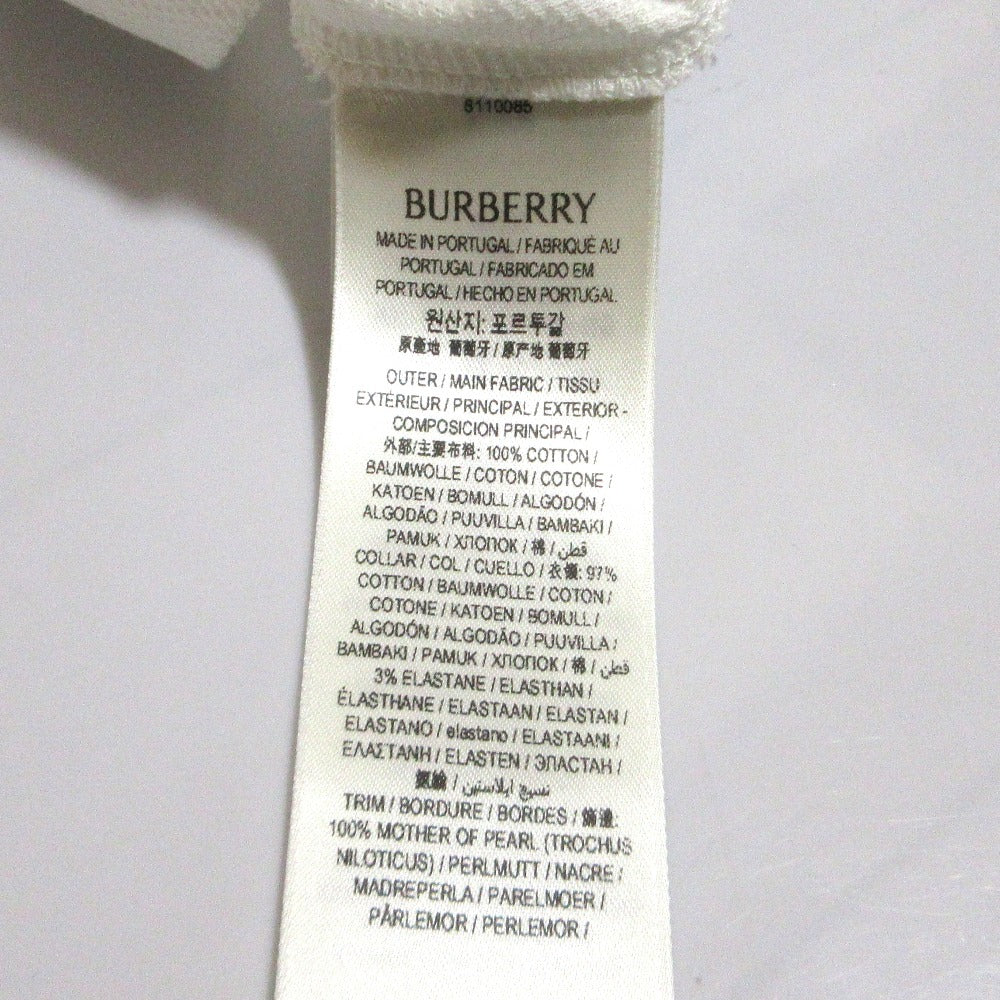 8110085
BURBERRY
MADE IN PORTUGAL / FABRIQUÉ AU
PORTUGAL / FABRICADO EM
PORTUGAL / HECHO EN PORTUGAL
원산지: 포르투갈
原產地 葡萄牙 / 原产地 葡萄牙
OUTER / MAIN FABRIC / TISSU
EXTÉRIEUR / PRINCIPAL / EXTERIOR -
COMPOSICION PRINCIPAL /
外部/主要布料: 100% COTTON /
BAUMWOLLE / COTON / COTONE /
KATOEN / BOMULL / ALGODÓN /
ALGODÃO / PUUVILLA / BAMBAKI /
PAMUK / ХЛОПОК / 棉 / قطن
COLLAR / COL / CUELLO / 衣領: 97%
COTTON / BAUMWOLLE / COTON /
COTONE / KATOEN / BOMULL /
ALGODÓN / ALGODÃO / PUUVILLA /
BAMBAKI / PAMUK / ХЛОПОК / 棉 / قطن
3% ELASTANE / ELASTHAN /
ÉLASTHANE / ELASTAAN / ELASTAN /
ELASTANO / elastano / ELASTAANI /
ΕΛΑΣΤΑΝΗ / ELASTEN / ЭЛАСТАН /
氨綸 / نسيج ايلاستين
TRIM / BORDURE / BORDES / 滴邊:
100% MOTHER OF PEARL (TROCHUS
NILOTICUS) / PERLMUTT / NACRE /
MADREPERLA / PARELMOER /
PÄRLEMOR / PERLEMOR /